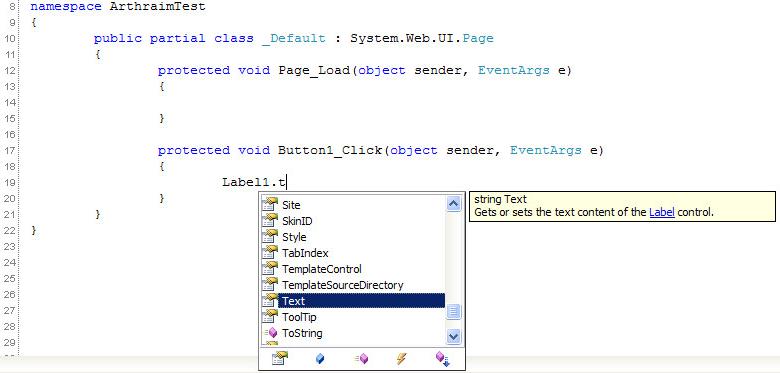 8 namespace ArthraimTest
9 {
10 public partial class _Default : System.Web.UI.Page
11 {
12 protected void Page_Load(object sender, EventArgs e)
13 {
14
15 }
16
17 protected void Button1_Click(object sender, EventArgs e)
18 {
19 Label1.t
20 }
21 }
22 }
23
24
25
26
27
28
29
Site
SkinID
Style
TabIndex
TemplateControl
TemplateSourceDirectory
Text
ToolTip
ToString
string Text
Gets or sets the text content of the Label control.